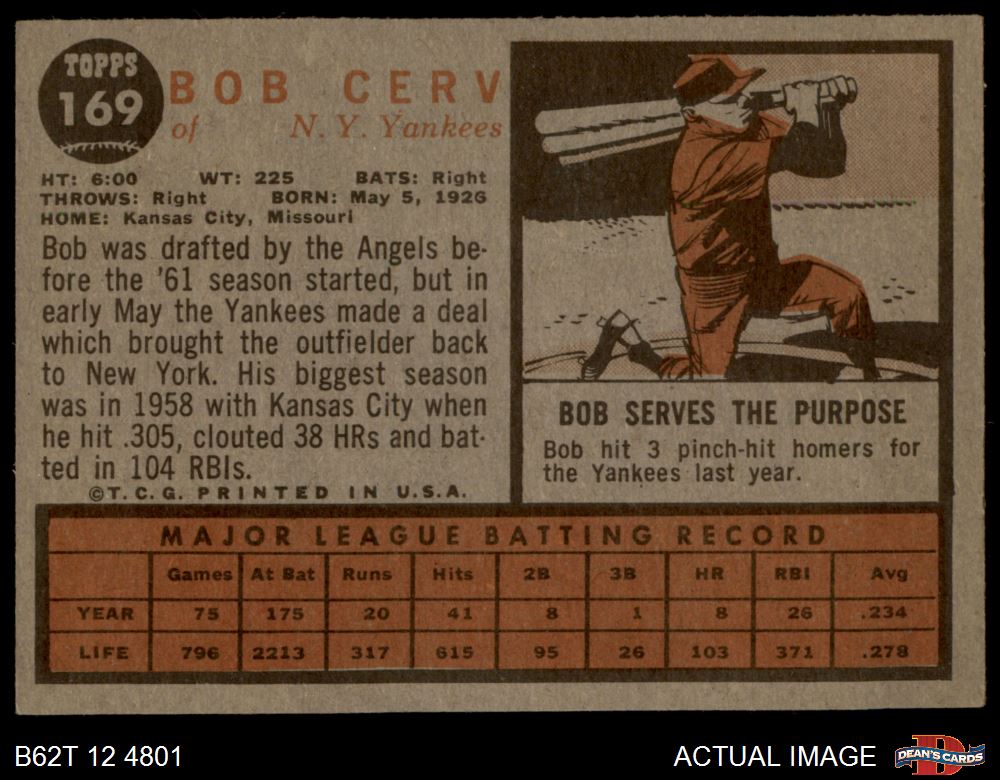 TOPPS
169
BOB CERV
of N. Y. Yankees
HT: 6:00 WT: 225 BATS: Right
THROWS: Right BORN: May 5, 1926
HOME: Kansas City, Missouri
Bob was drafted by the Angels be-
fore the '61 season started, but in
early May the Yankees made a deal
which brought the outfielder back
to New York. His biggest season
was in 1958 with Kansas City when
he hit .305, clouted 38 HRs and bat-
ted in 104 RBIs.
©T.C.G. PRINTED IN U.S.A.
BOB SERVES THE PURPOSE
Bob hit 3 pinch-hit homers for
the Yankees last year.
MAJOR LEAGUE BATTING RECORD
Games At Bat Runs Hits 2B 3B HR RBI Avg
YEAR 75 175 20 41 8 1 8 26 .234
LIFE 796 2213 317 615 95 26 103 371 .278
B62T 12 4801
ACTUAL IMAGE
DEAN'S CARDS